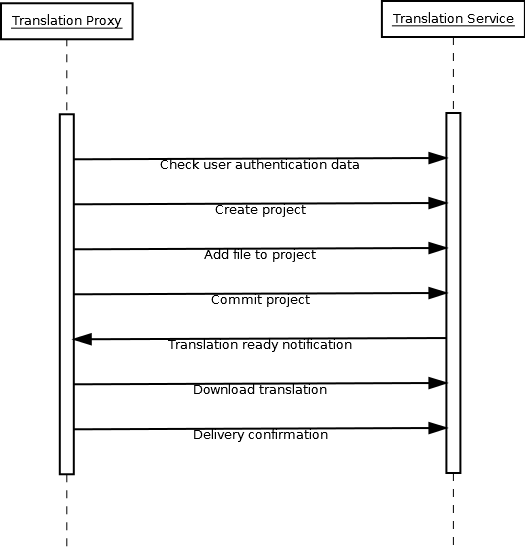 Translation Proxy
Translation Service
Check user authentication data
Create project
Add file to project
Commit project
Translation ready notification
Download translation
Delivery confirmation